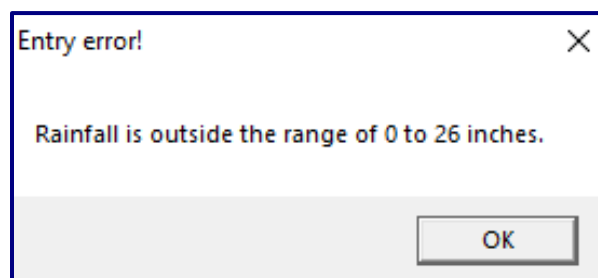 Entry error!
Rainfall is outside the range of 0 to 26 inches.
OK